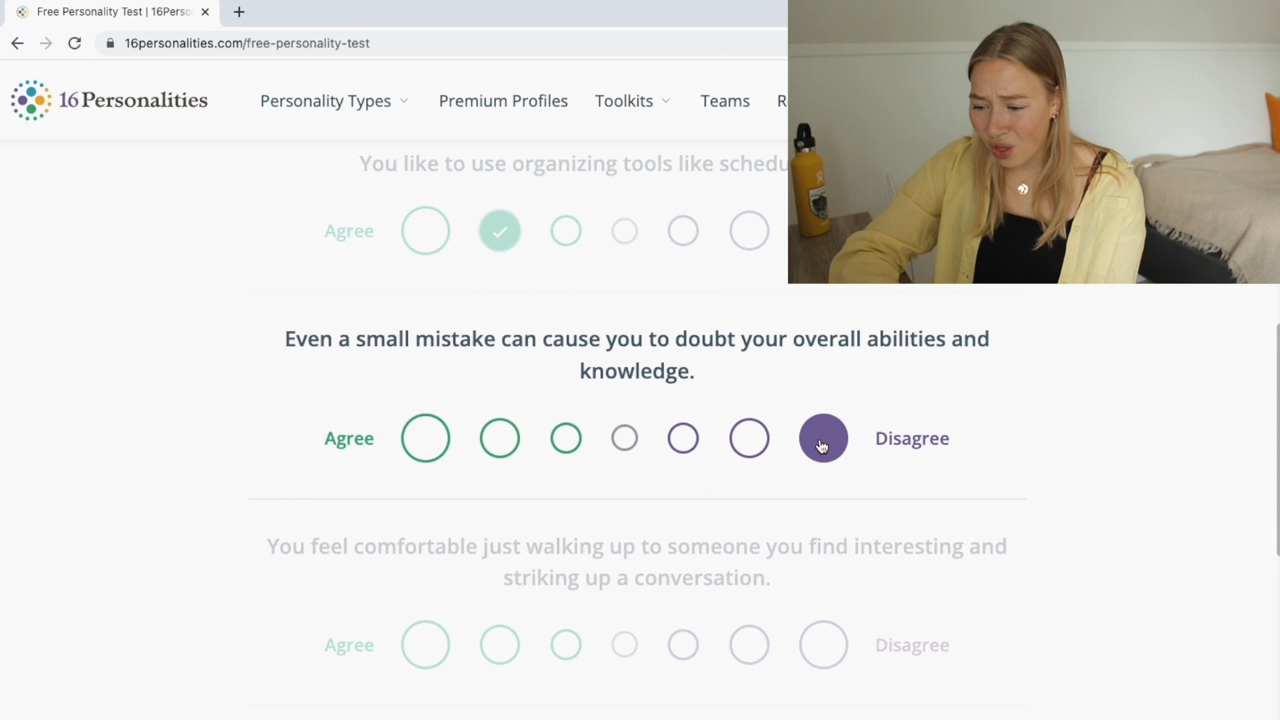 Free Personality Test | 16Perso
16personalities.com/free-personality-test
16Personalities
Personality Types
Premium Profiles
Toolkits
Teams
R
You like to use organizing tools like schedu
Agree
Even a small mistake can cause you to doubt your overall abilities and
knowledge.
Agree
Disagree
You feel comfortable just walking up to someone you find interesting and
striking up a conversation.
Agree
Disagree